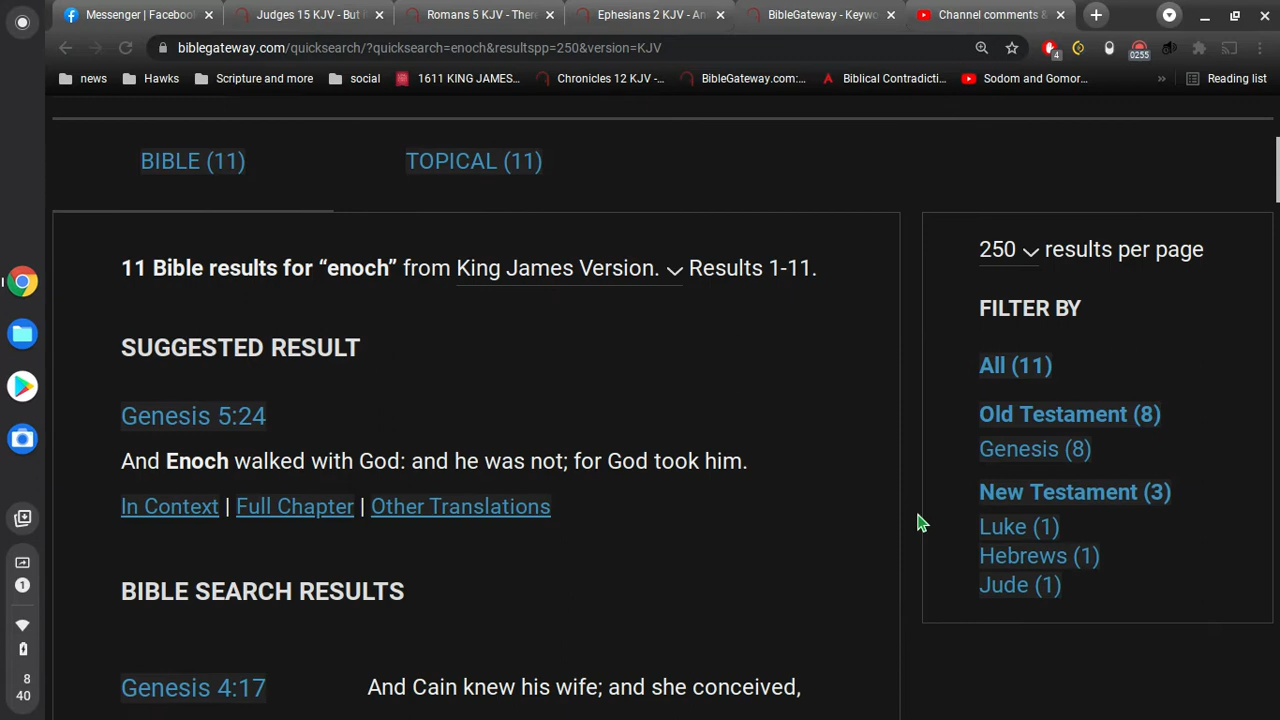 Messenger | Facebook
Judges 15 KJV - But i
Romans 5 KJV - There
Ephesians 2 KJV - An
BibleGateway - Keywo
Channel comments &
biblegateway.com/quicksearch/?quicksearch=enoch&resultspp=250&version=KJV
4
0255
news
Hawks
Scripture and more
social
1611 KING JAMES...
Chronicles 12 KJV -...
BibleGateway.com:...
Biblical Contradicti...
Sodom and Gomor...
»
Reading list
BIBLE (11)
TOPICAL (11)
11 Bible results for “enoch” from King James Version. Results 1-11.
SUGGESTED RESULT
Genesis 5:24
And Enoch walked with God: and he was not; for God took him.
In Context | Full Chapter | Other Translations
BIBLE SEARCH RESULTS
Genesis 4:17
And Cain knew his wife; and she conceived,
250 results per page
FILTER BY
All (11)
Old Testament (8)
Genesis (8)
New Testament (3)
Luke (1)
Hebrews (1)
Jude (1)
1
8
40